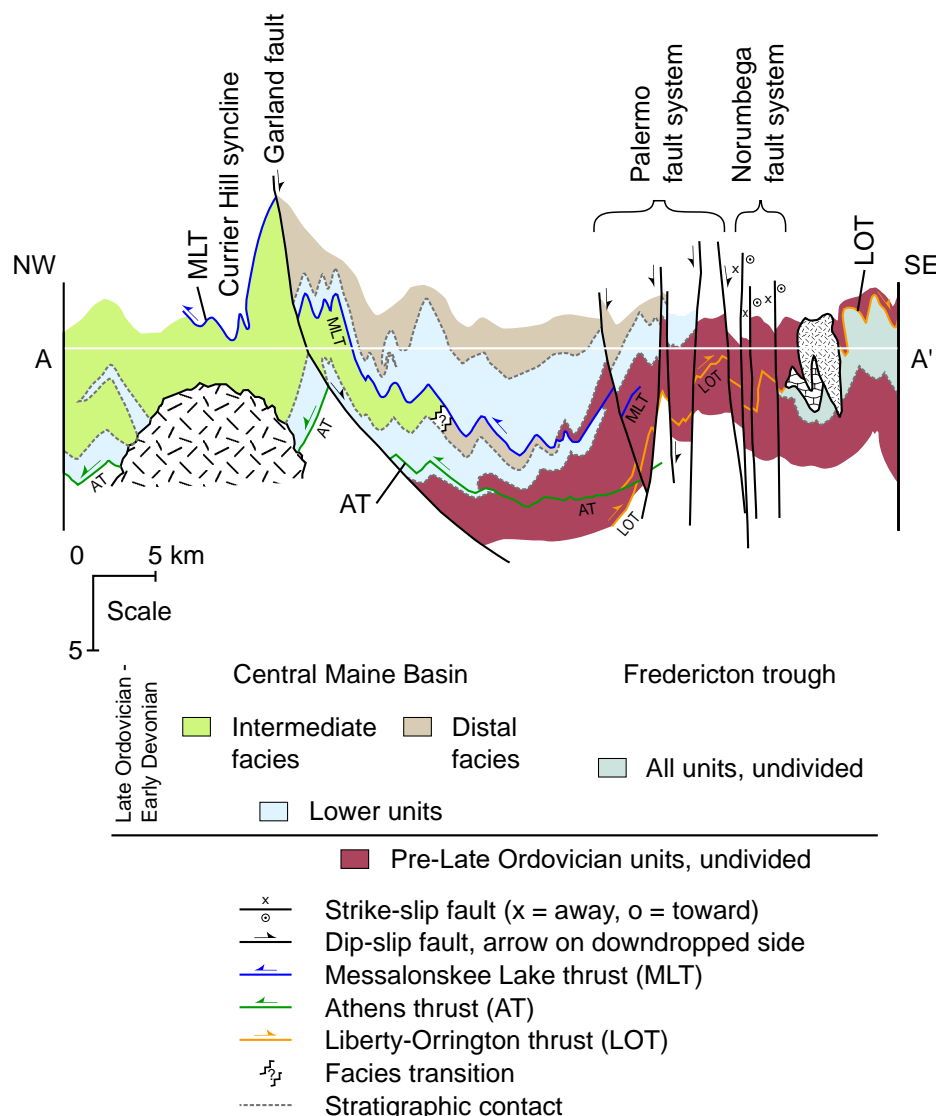 Garland fault
Currier Hill syncline
MLT
Palermo
fault system
Norumbega
fault system
LOT
NW
SE
A
A'
x
x
x
MLT
LOT
MLT
?
AT
AT
AT
AT
LOT
0 5 km
Scale
5
Late Ordovician -
Early Devonian
Central Maine Basin
Fredericton trough
Intermediate
facies
Distal
facies
All units, undivided
Lower units
Pre-Late Ordovician units, undivided
x
Strike-slip fault (x = away, o = toward)
Dip-slip fault, arrow on downdropped side
Messalonskee Lake thrust (MLT)
Athens thrust (AT)
Liberty-Orrington thrust (LOT)
?
Facies transition
Stratigraphic contact